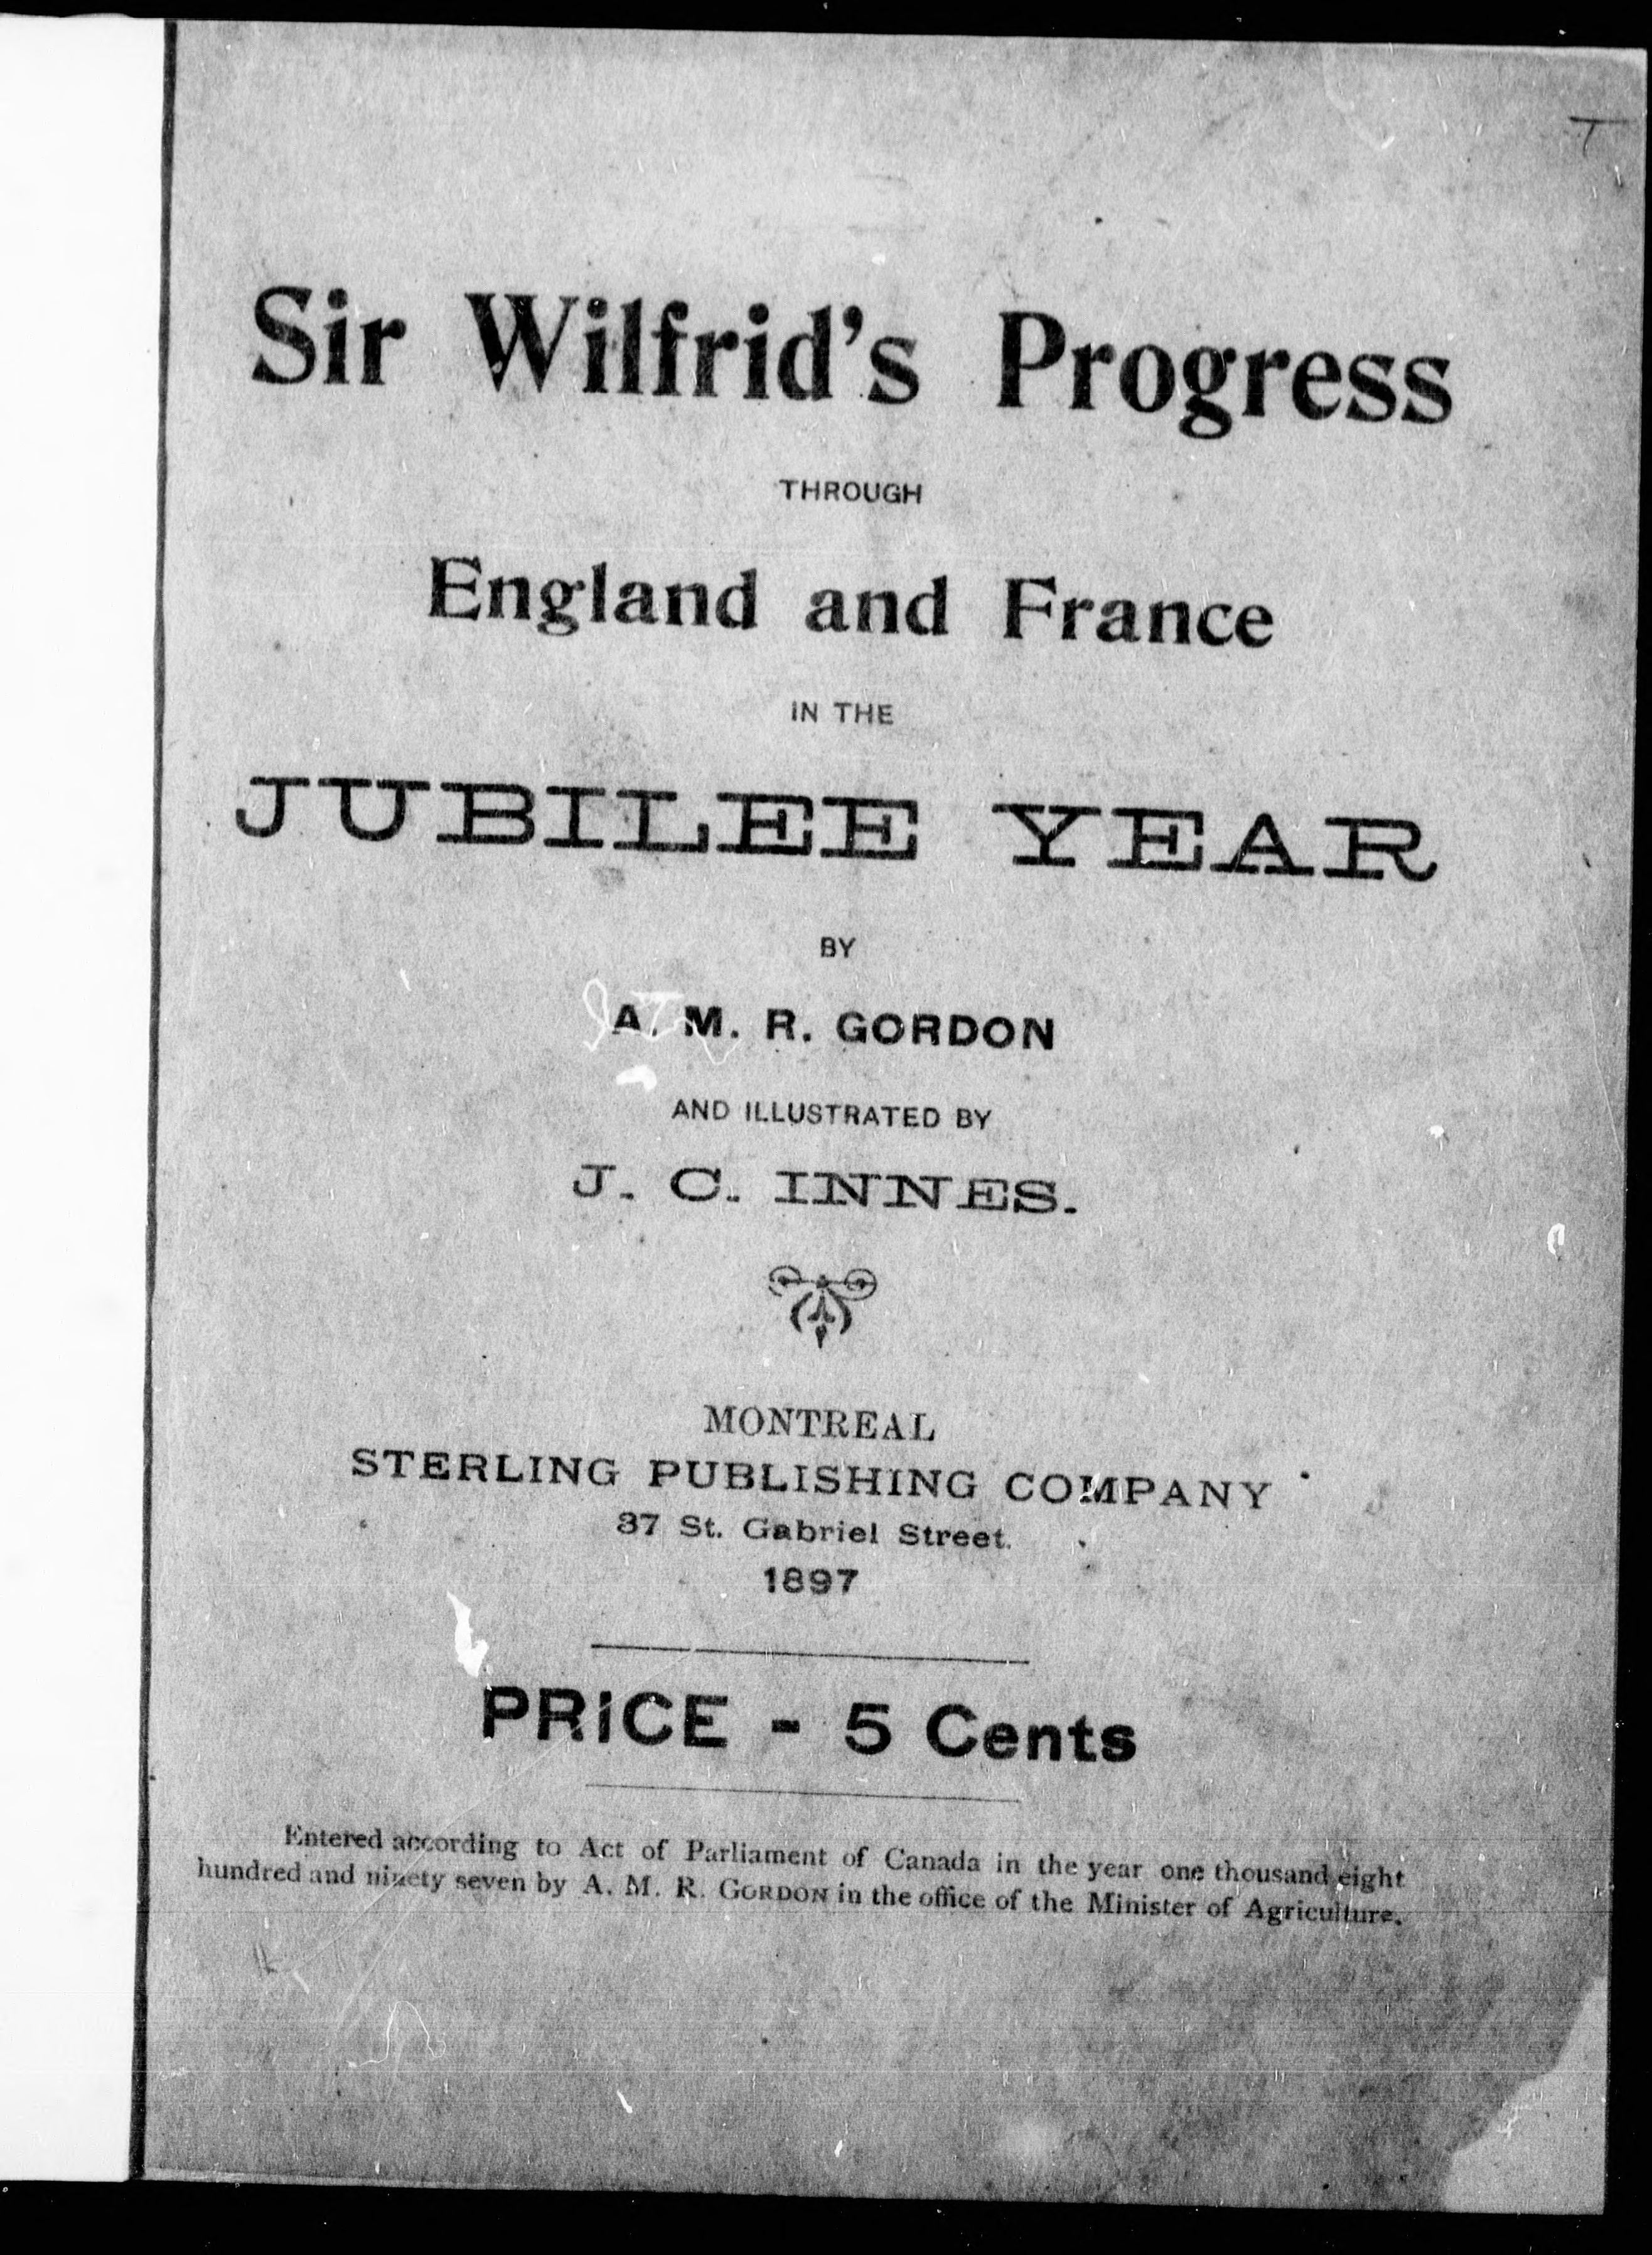 Sir Wilfrid's Progress
THROUGH
England and France
IN THE
JUBILEE YEAR
BY
A. M. R. GORDON
AND ILLUSTRATED BY
J. C. INNES.
MONTREAL
STERLING PUBLISHING COMPANY
37 St. Gabriel Street.
1897
PRICE - 5 Cents
Entered according to Act of Parliament of Canada in the year one thousand eight
hundred and ninety seven by A. M. R. GORDON in the office of the Minister of Agriculture.